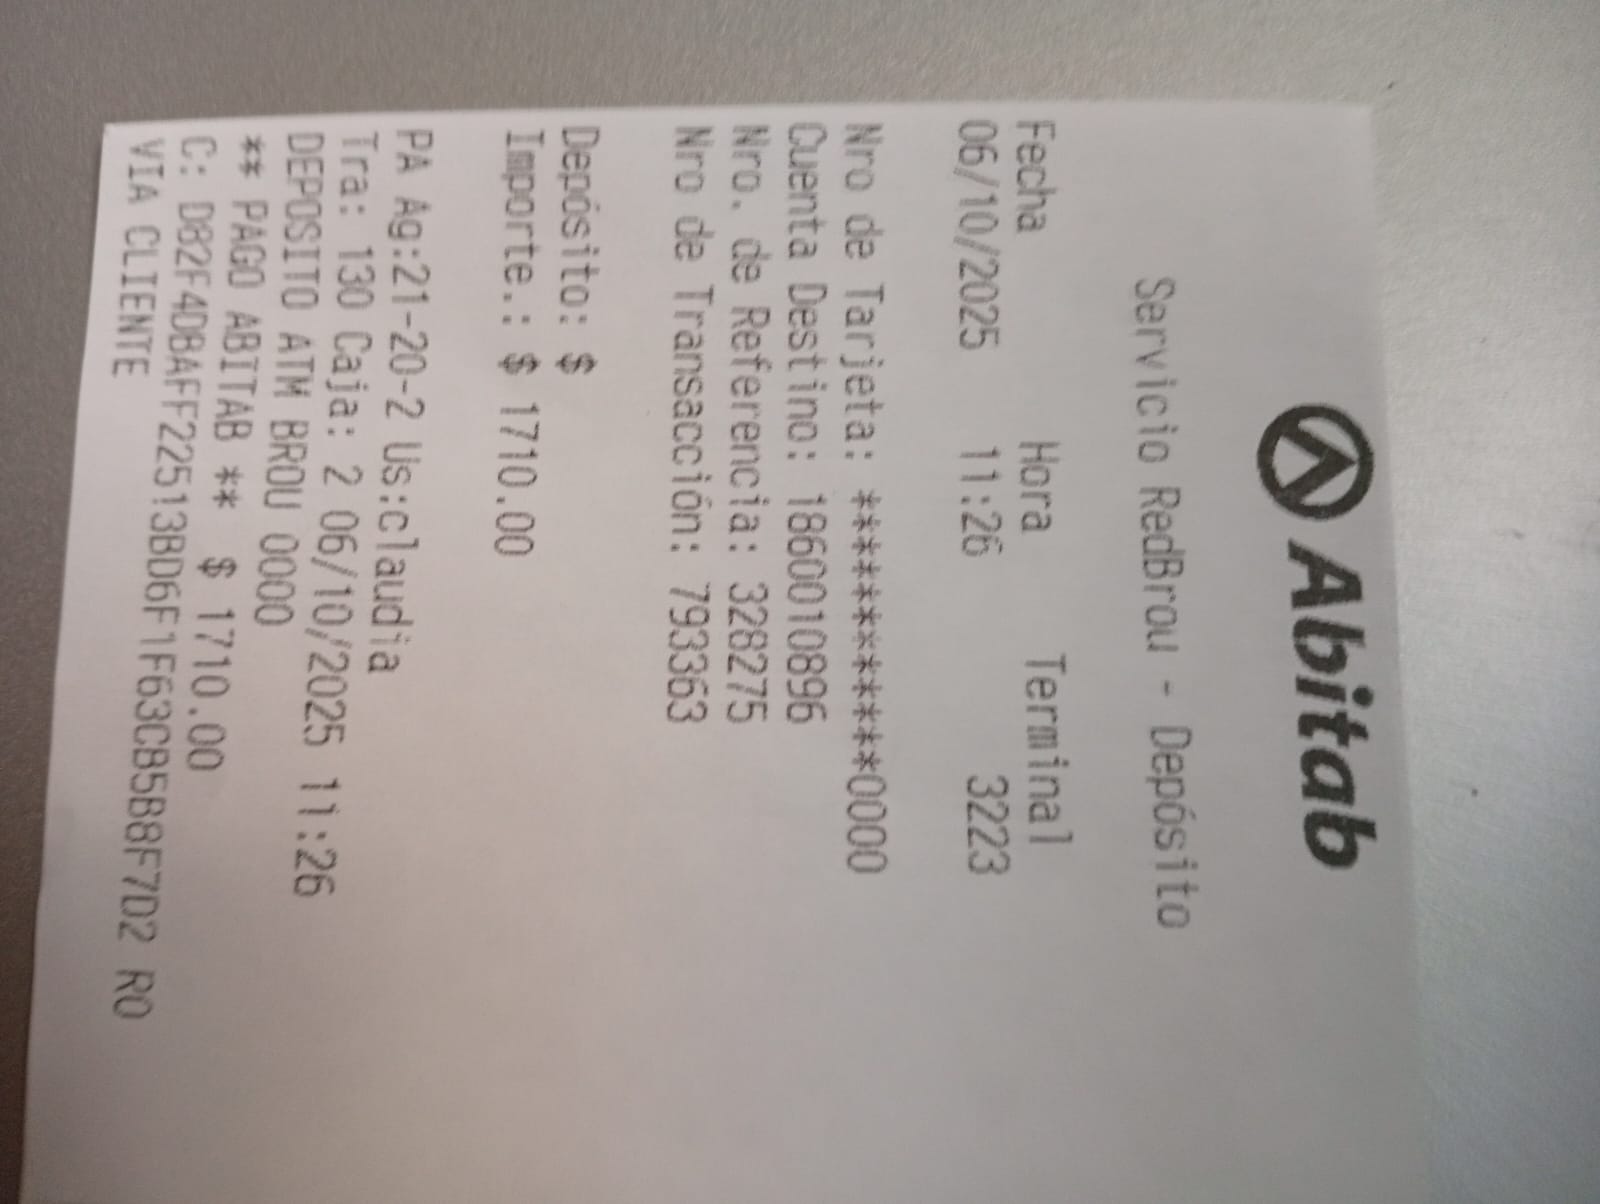 Abitab
Servicio RedBrou - Depósito
Fecha Hora Terminal
06/10/2025 11:26 3223
Nro de Tarjeta: ************0000
Cuenta Destino: 1860010896
Nro. de Referencia: 328275
Nro de Transacción: 793363
Depósito: $
Importe.: $ 1710.00
PA Ag:21-20-2 Us:claudia
Tra: 130 Caja: 2 06/10/2025 11:26
DEPOSITO ATM BROU 0000
** PAGO ABITAB ** $ 1710.00
C: D82F4DBAFF22513BD6F1F63CB5B8F7D2 RO
VIA CLIENTE